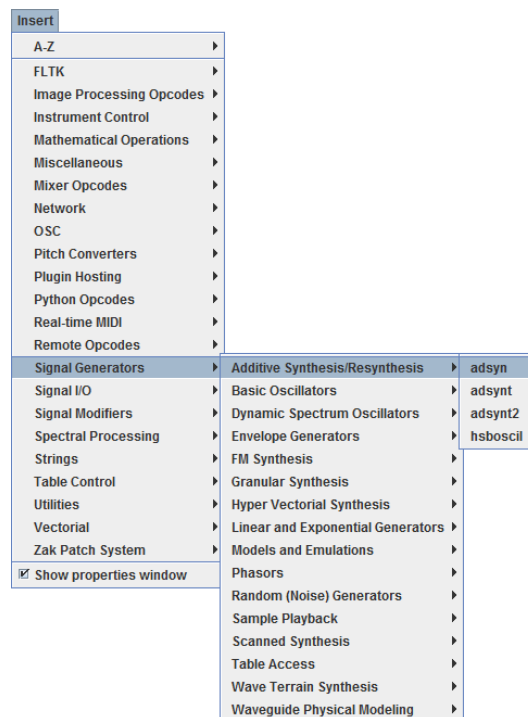 Insert
A-Z
FLTK
Image Processing Opcodes
Instrument Control
Mathematical Operations
Miscellaneous
Mixer Opcodes
Network
OSC
Pitch Converters
Plugin Hosting
Python Opcodes
Real-time MIDI
Remote Opcodes
Signal Generators
Signal I/O
Signal Modifiers
Spectral Processing
Strings
Table Control
Utilities
Vectorial
Zak Patch System
Show properties window
Additive Synthesis/Resynthesis
Basic Oscillators
Dynamic Spectrum Oscillators
Envelope Generators
FM Synthesis
Granular Synthesis
Hyper Vectorial Synthesis
Linear and Exponential Generators
Models and Emulations
Phasors
Random (Noise) Generators
Sample Playback
Scanned Synthesis
Table Access
Wave Terrain Synthesis
Waveguide Physical Modeling
adsyn
adsynt
adsynt2
hsboscil